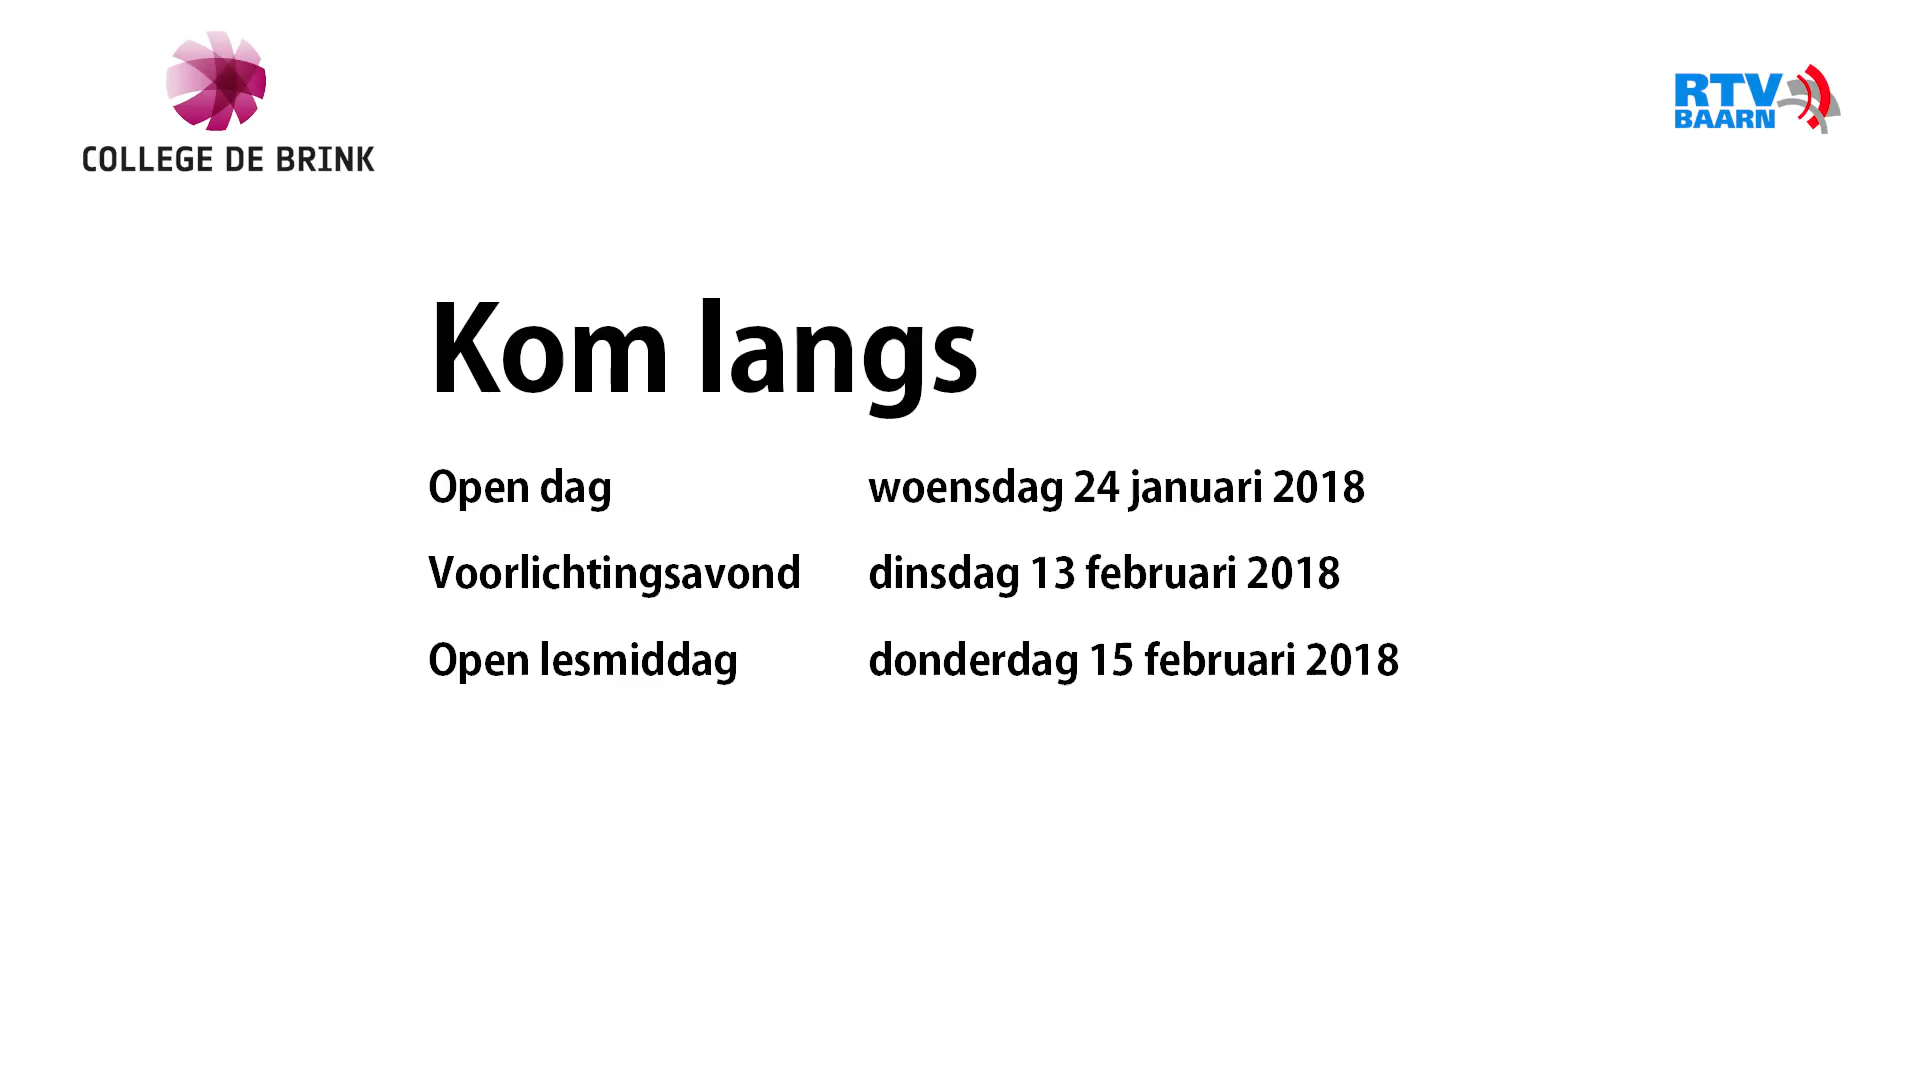 COLLEGE DE BRINK
RTV
BAARN
Kom langs
Open dag woensdag 24 januari 2018
Voorlichtingsavond dinsdag 13 februari 2018
Open lesmiddag donderdag 15 februari 2018